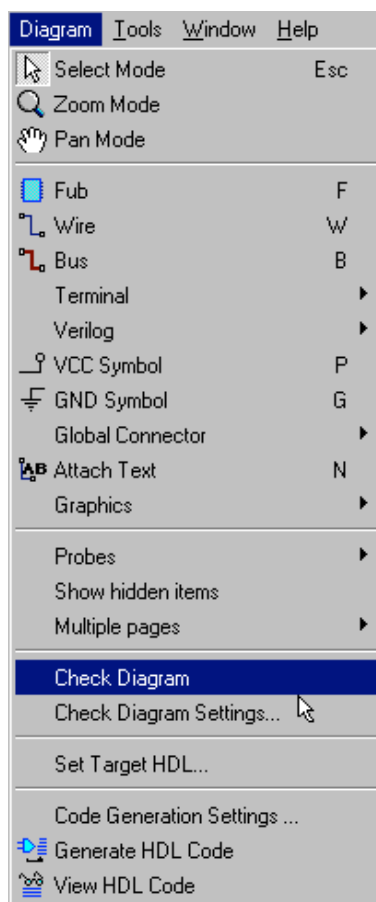 Diagram Tools Window Help
Select Mode Esc
Zoom Mode
Pan Mode
Fub F
Wire W
Bus B
Terminal
Verilog
VCC Symbol P
GND Symbol G
Global Connector
AB Attach Text N
Graphics
Probes
Show hidden items
Multiple pages
Check Diagram
Check Diagram Settings...
Set Target HDL...
Code Generation Settings ...
Generate HDL Code
View HDL Code